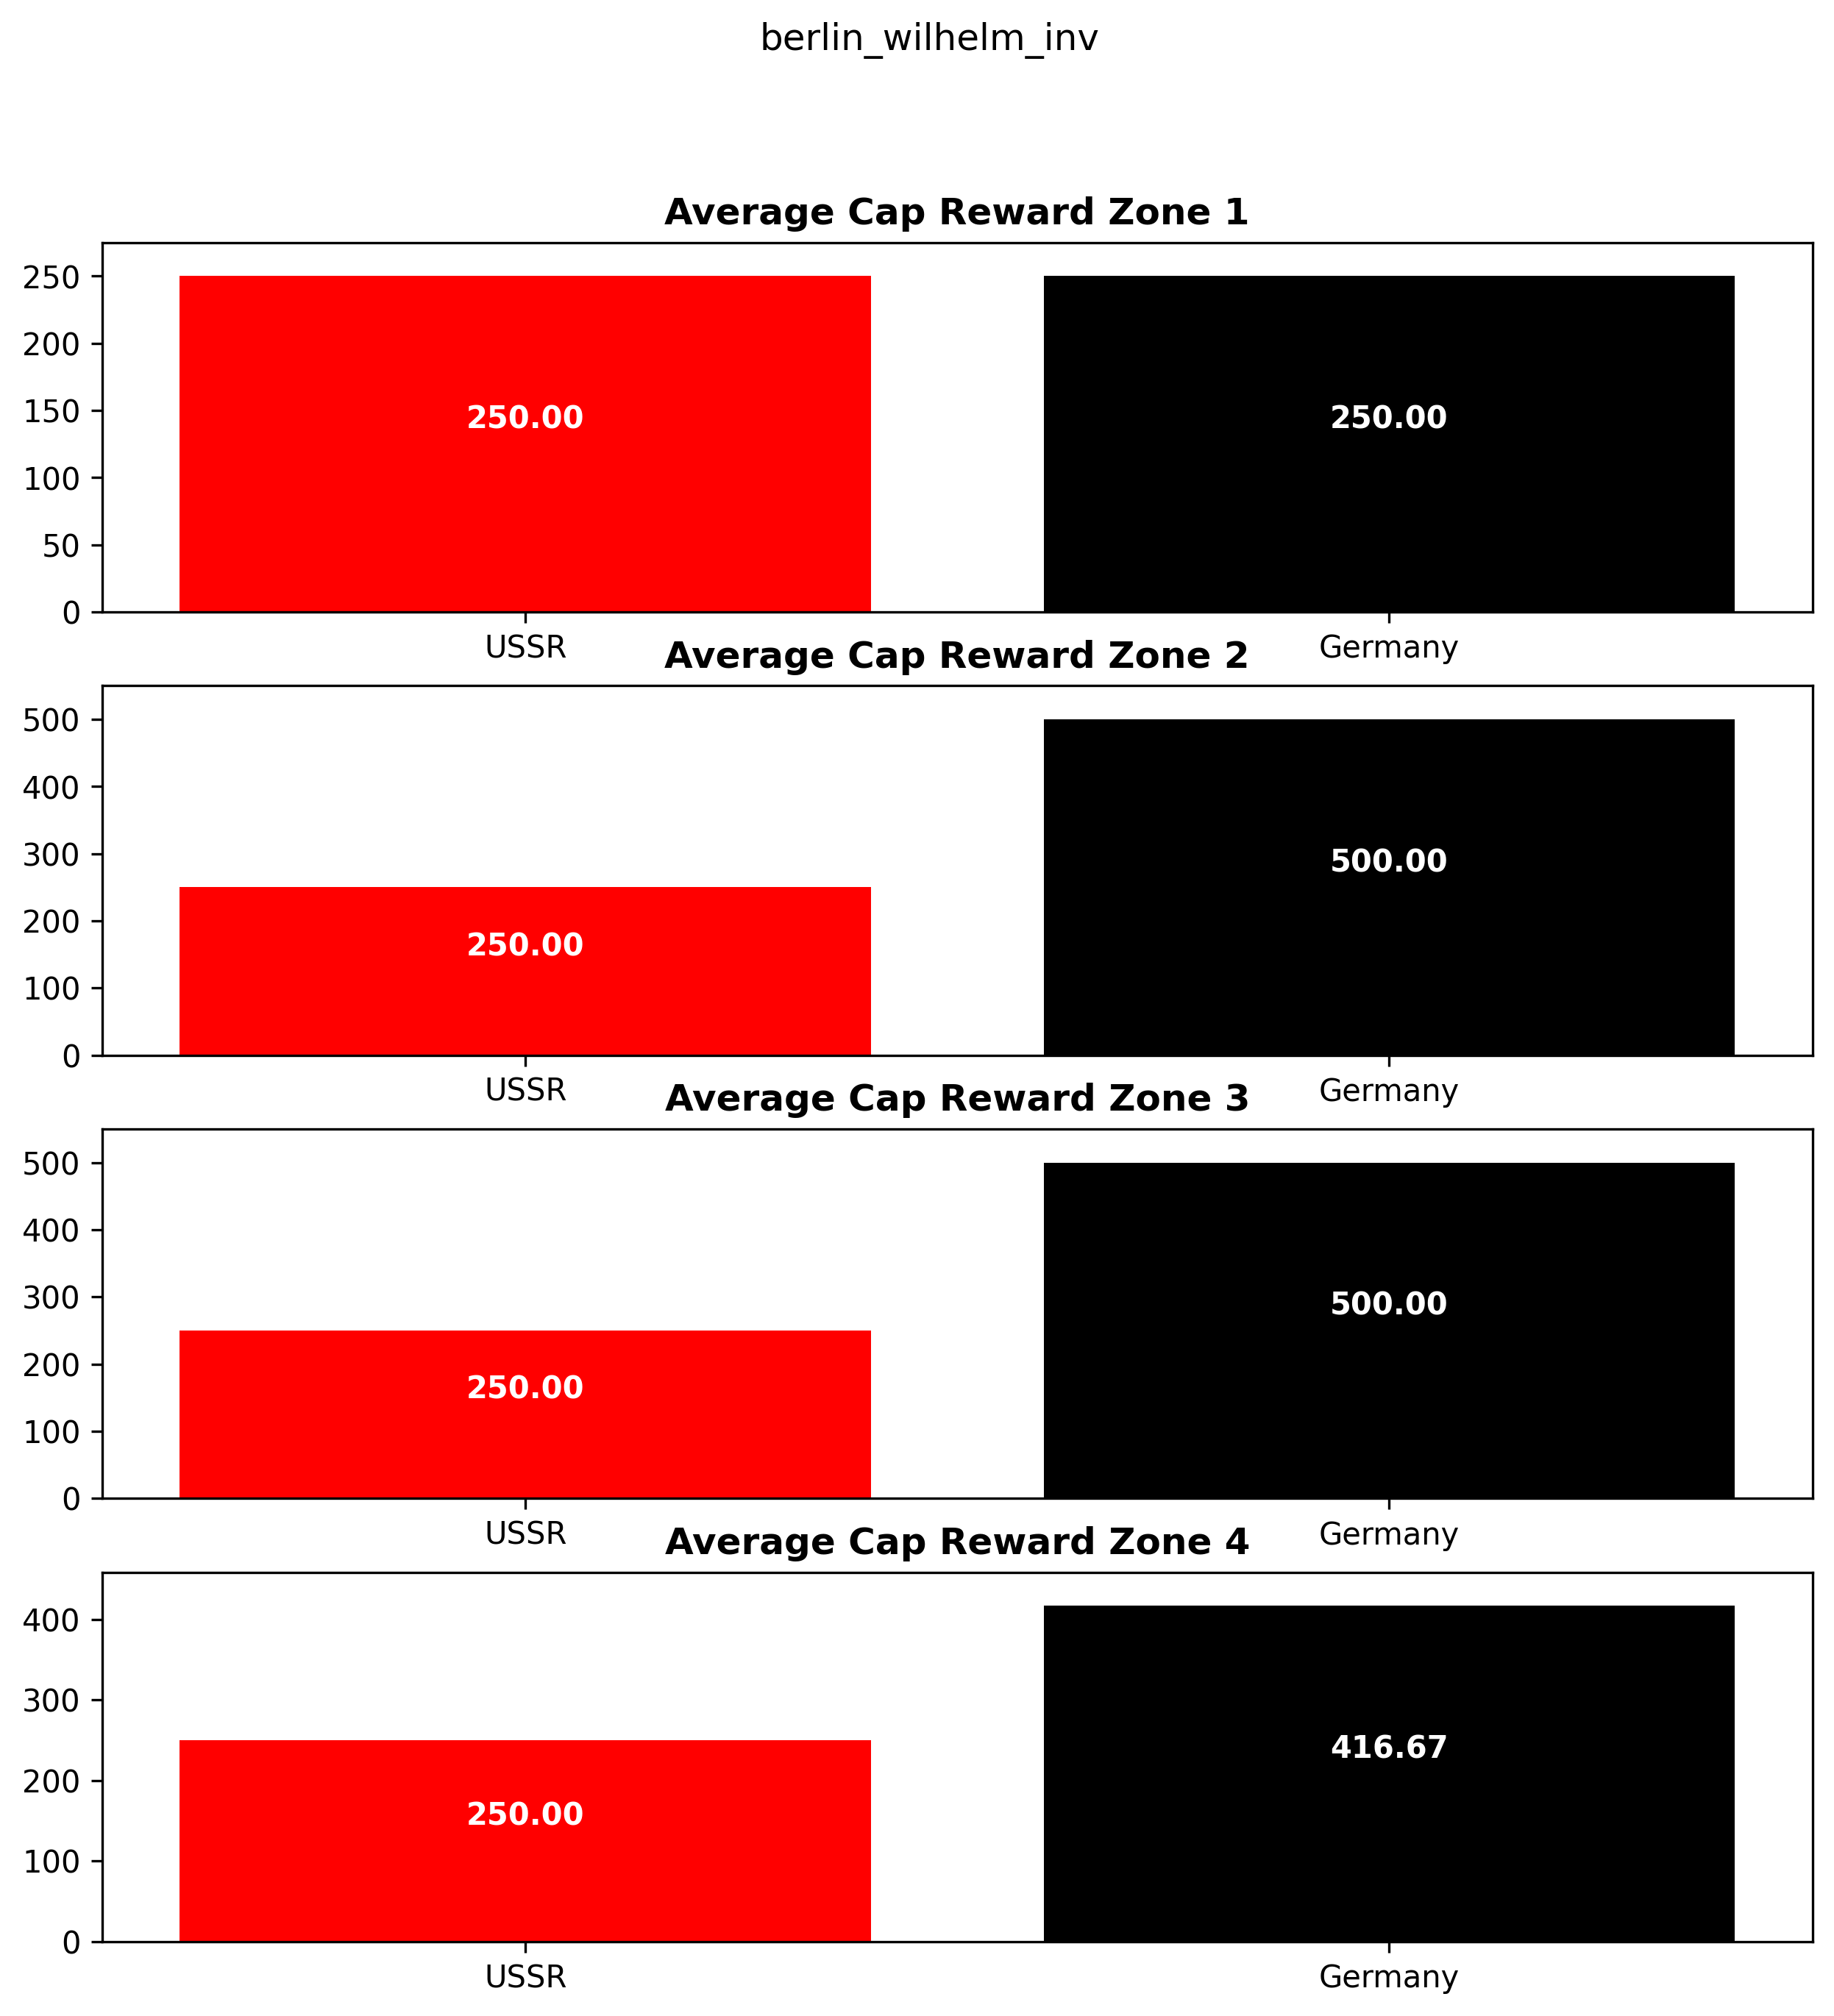 berlin_wilhelm_inv
Average Cap Reward Zone 1
250
200
150
100
50
0
250.00
250.00
USSR
Germany
Average Cap Reward Zone 2
500
400
300
200
100
0
250.00
500.00
USSR
Germany
Average Cap Reward Zone 3
500
400
300
200
100
0
250.00
500.00
USSR
Germany
Average Cap Reward Zone 4
400
300
200
100
0
250.00
416.67
USSR
Germany